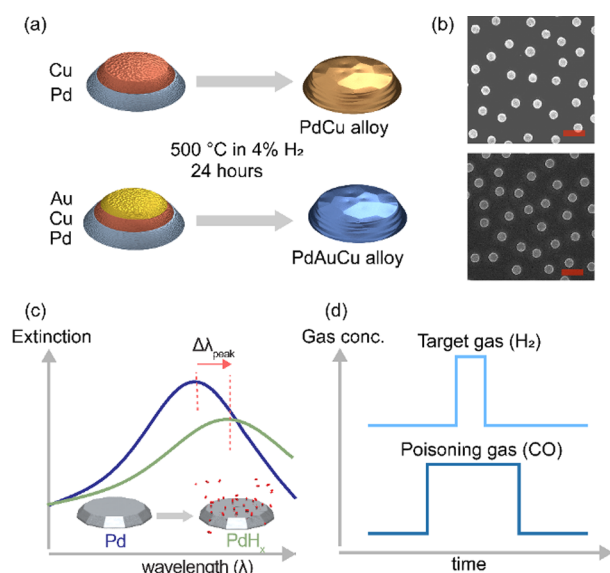 (a)
Cu
Pd
PdCu alloy
500 °C in 4% H₂
24 hours
Au
Cu
Pd
PdAuCu alloy
(b)
(c)
Extinction
Δλpeak
Pd
PdHx
wavelength (λ)
(d)
Gas conc.
Target gas (H₂)
Poisoning gas (CO)
time